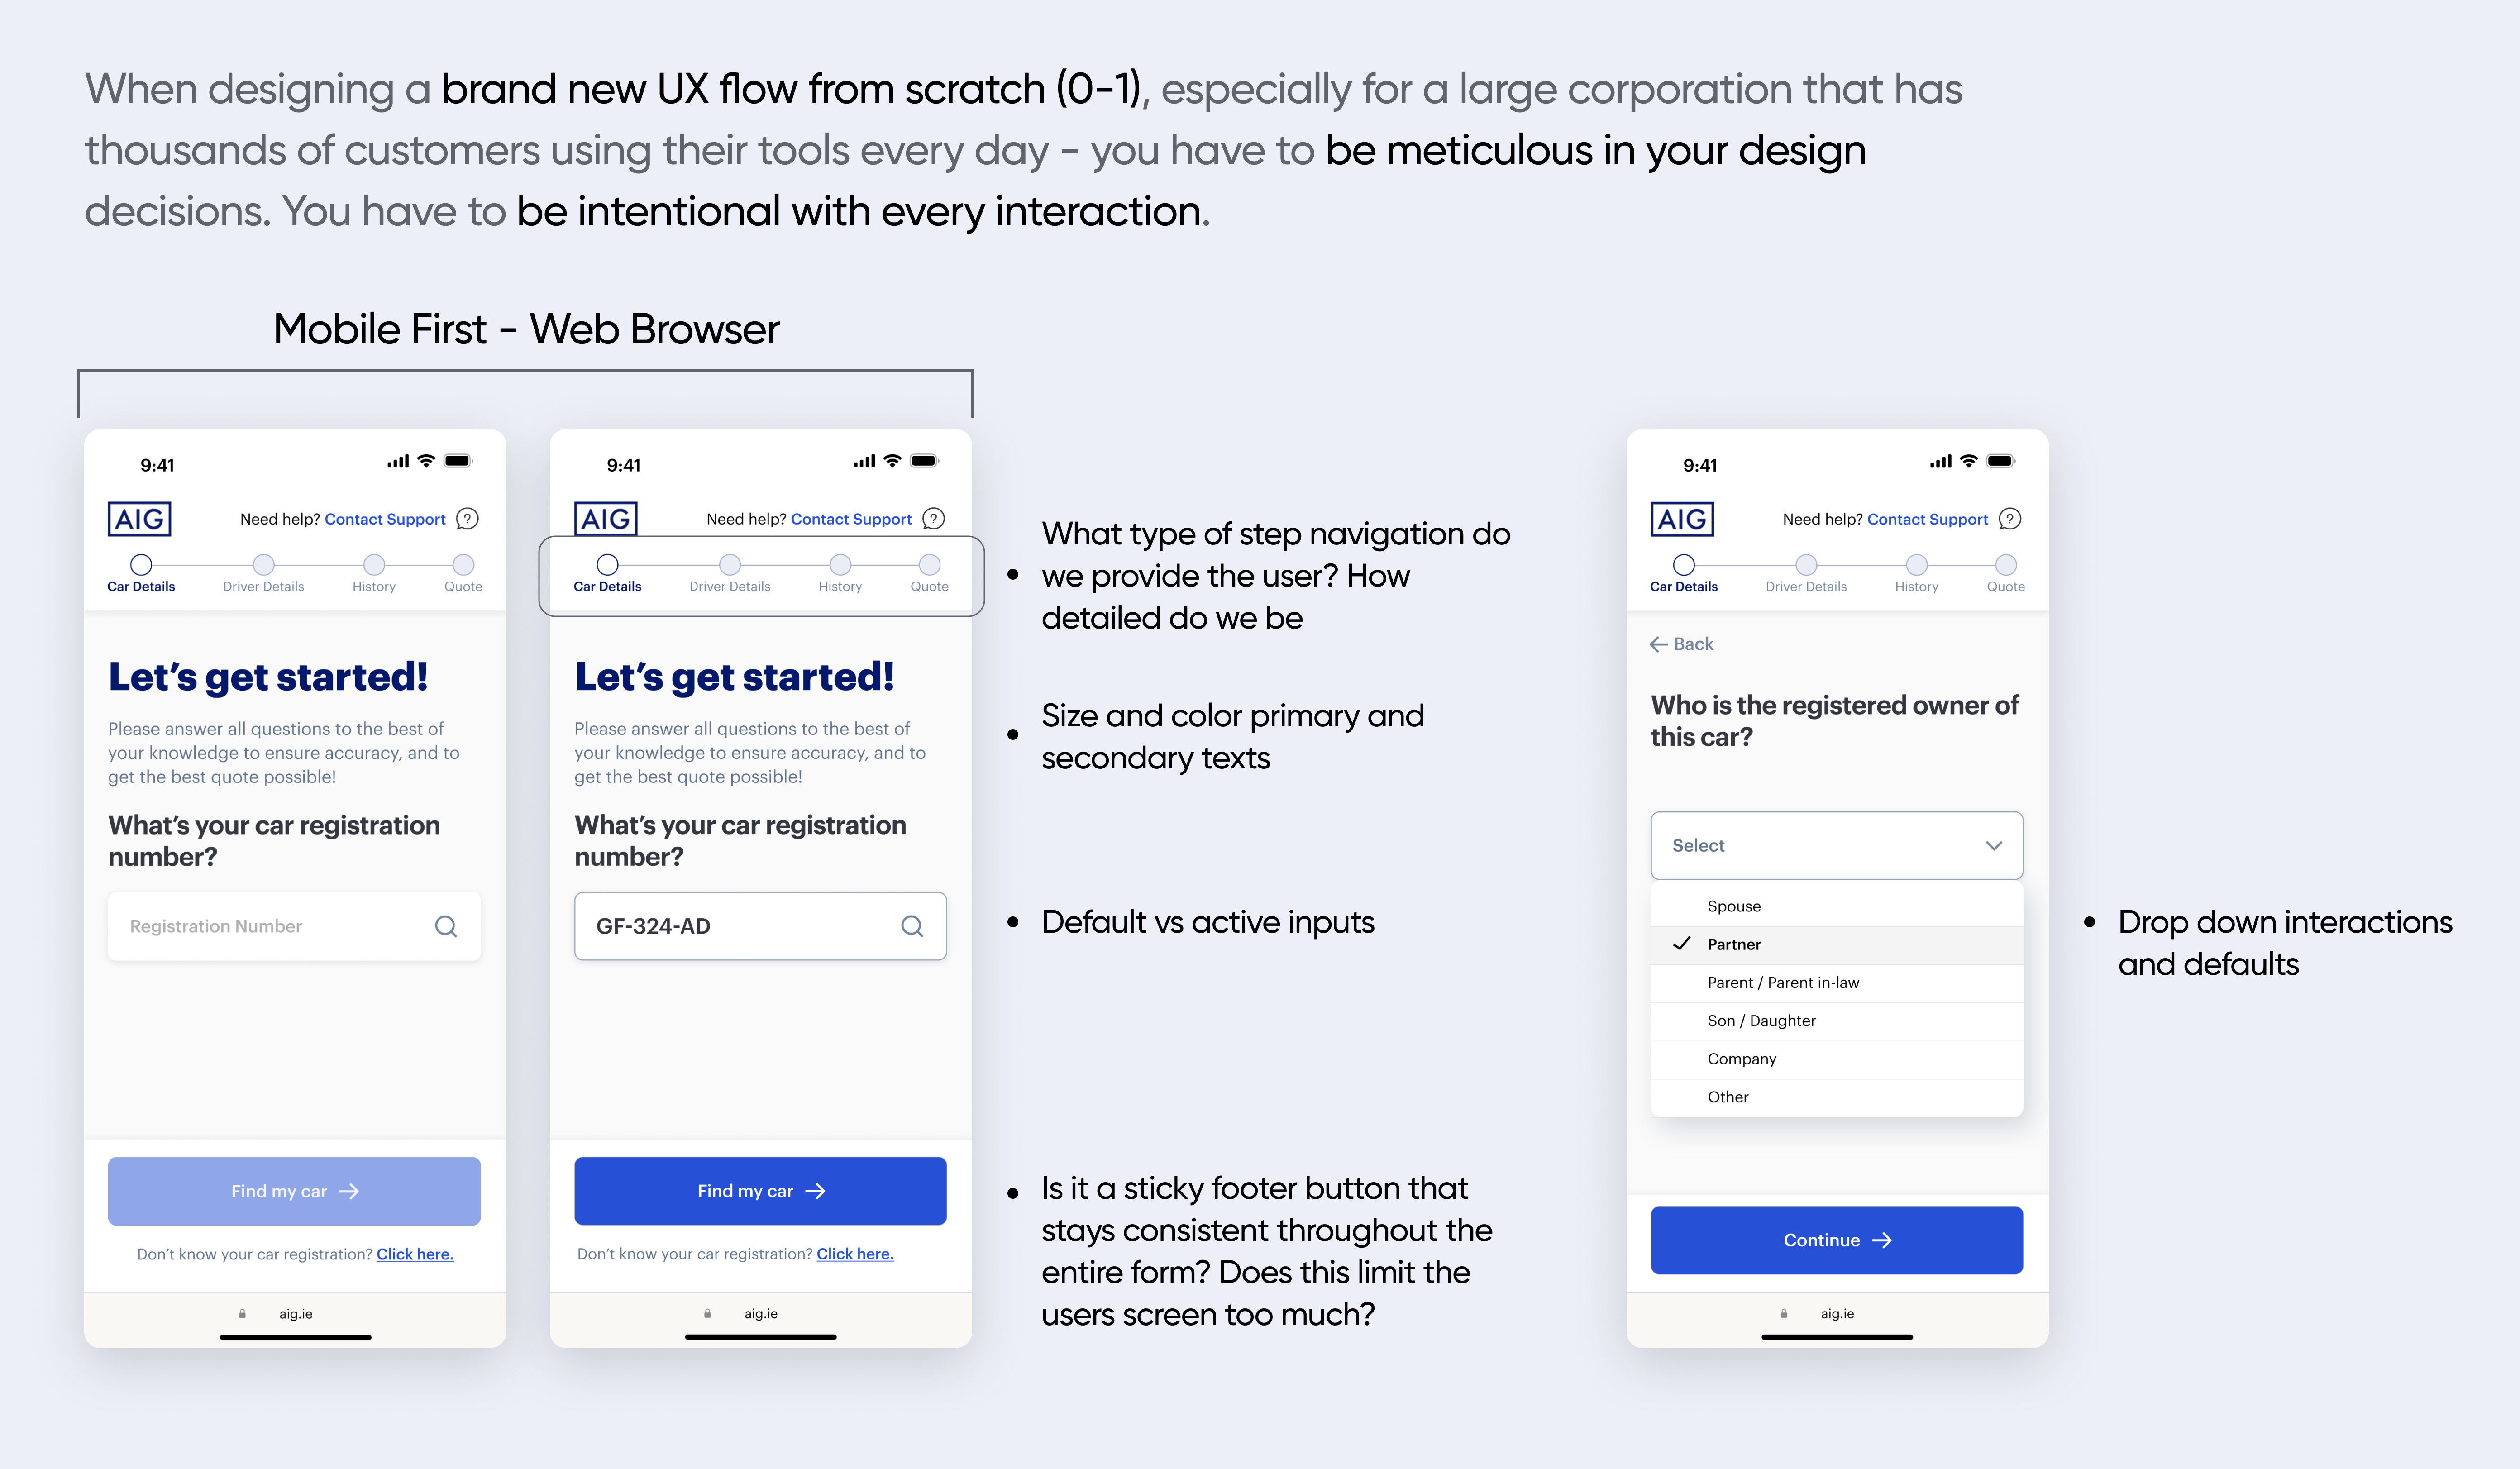 When designing a brand new UX flow from scratch (0-1), especially for a large corporation that has
thousands of customers using their tools every day - you have to be meticulous in your design
decisions. You have to be intentional with every interaction.
Mobile First - Web Browser
9:41
AIG
Need help? Contact Support
Car Details
Driver Details
History
Quote
Let's get started!
Please answer all questions to the best of
your knowledge to ensure accuracy, and to
get the best quote possible!
What's your car registration
number?
Registration Number
Find my car
Don't know your car registration? Click here.
aig.ie
9:41
AIG
Need help? Contact Support
Car Details
Driver Details
History
Quote
Let's get started!
Please answer all questions to the best of
your knowledge to ensure accuracy, and to
get the best quote possible!
What's your car registration
number?
GF-324-AD
Find my car
Don't know your car registration? Click here.
aig.ie
• What type of step navigation do
we provide the user? How
detailed do we be
• Size and color primary and
secondary texts
• Default vs active inputs
• Is it a sticky footer button that
stays consistent throughout the
entire form? Does this limit the
users screen too much?
9:41
AIG
Need help? Contact Support
Car Details
Driver Details
History
Quote
Back
Who is the registered owner of
this car?
Select
Spouse
Partner
Parent / Parent in-law
Son / Daughter
Company
Other
Continue
aig.ie
• Drop down interactions
and defaults